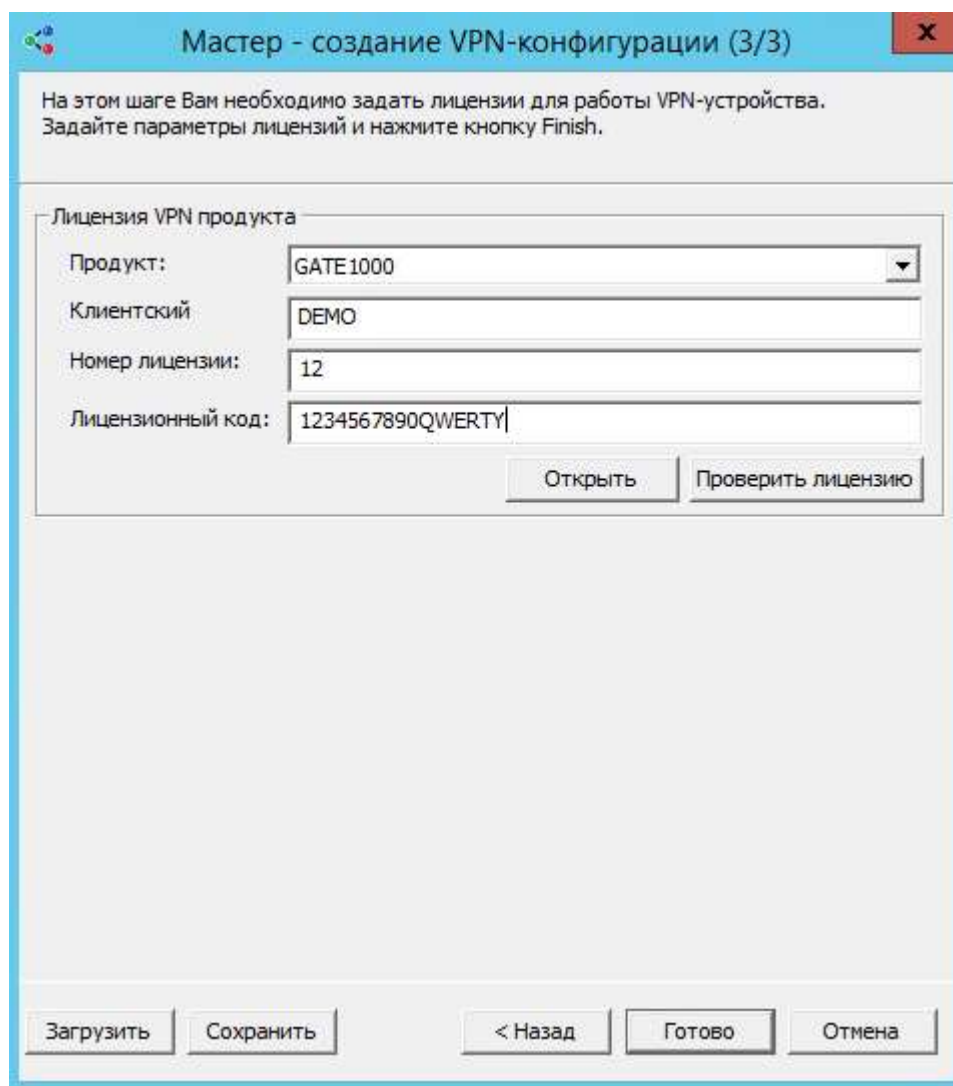 Мастер - создание VPN-конфигурации (3/3)
x
На этом шаге Вам необходимо задать лицензии для работы VPN-устройства.
Задайте параметры лицензий и нажмите кнопку Finish.
Лицензия VPN продукта
Продукт: GATE1000
Клиентский DEMO
Номер лицензии: 12
Лицензионный код: 1234567890QWERTY
Открыть Проверить лицензию
Загрузить Сохранить < Назад Готово Отмена